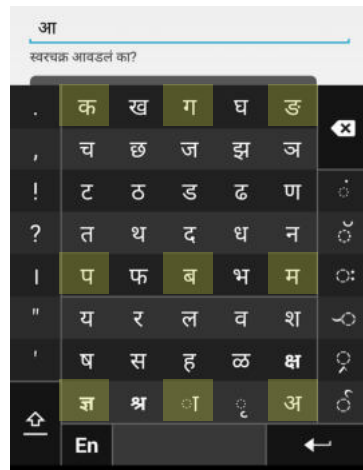 आ
स्वरचक्र आवडलं का?
. क ख ग घ ङ
, च छ ज झ ञ
! ट ठ ड ढ ण ं
? त थ द ध न ॅ
। प फ ब भ म ः
" य र ल व श
' ष स ह ळ क्ष ़
ज्ञ श्र ा ृ अ र्
En